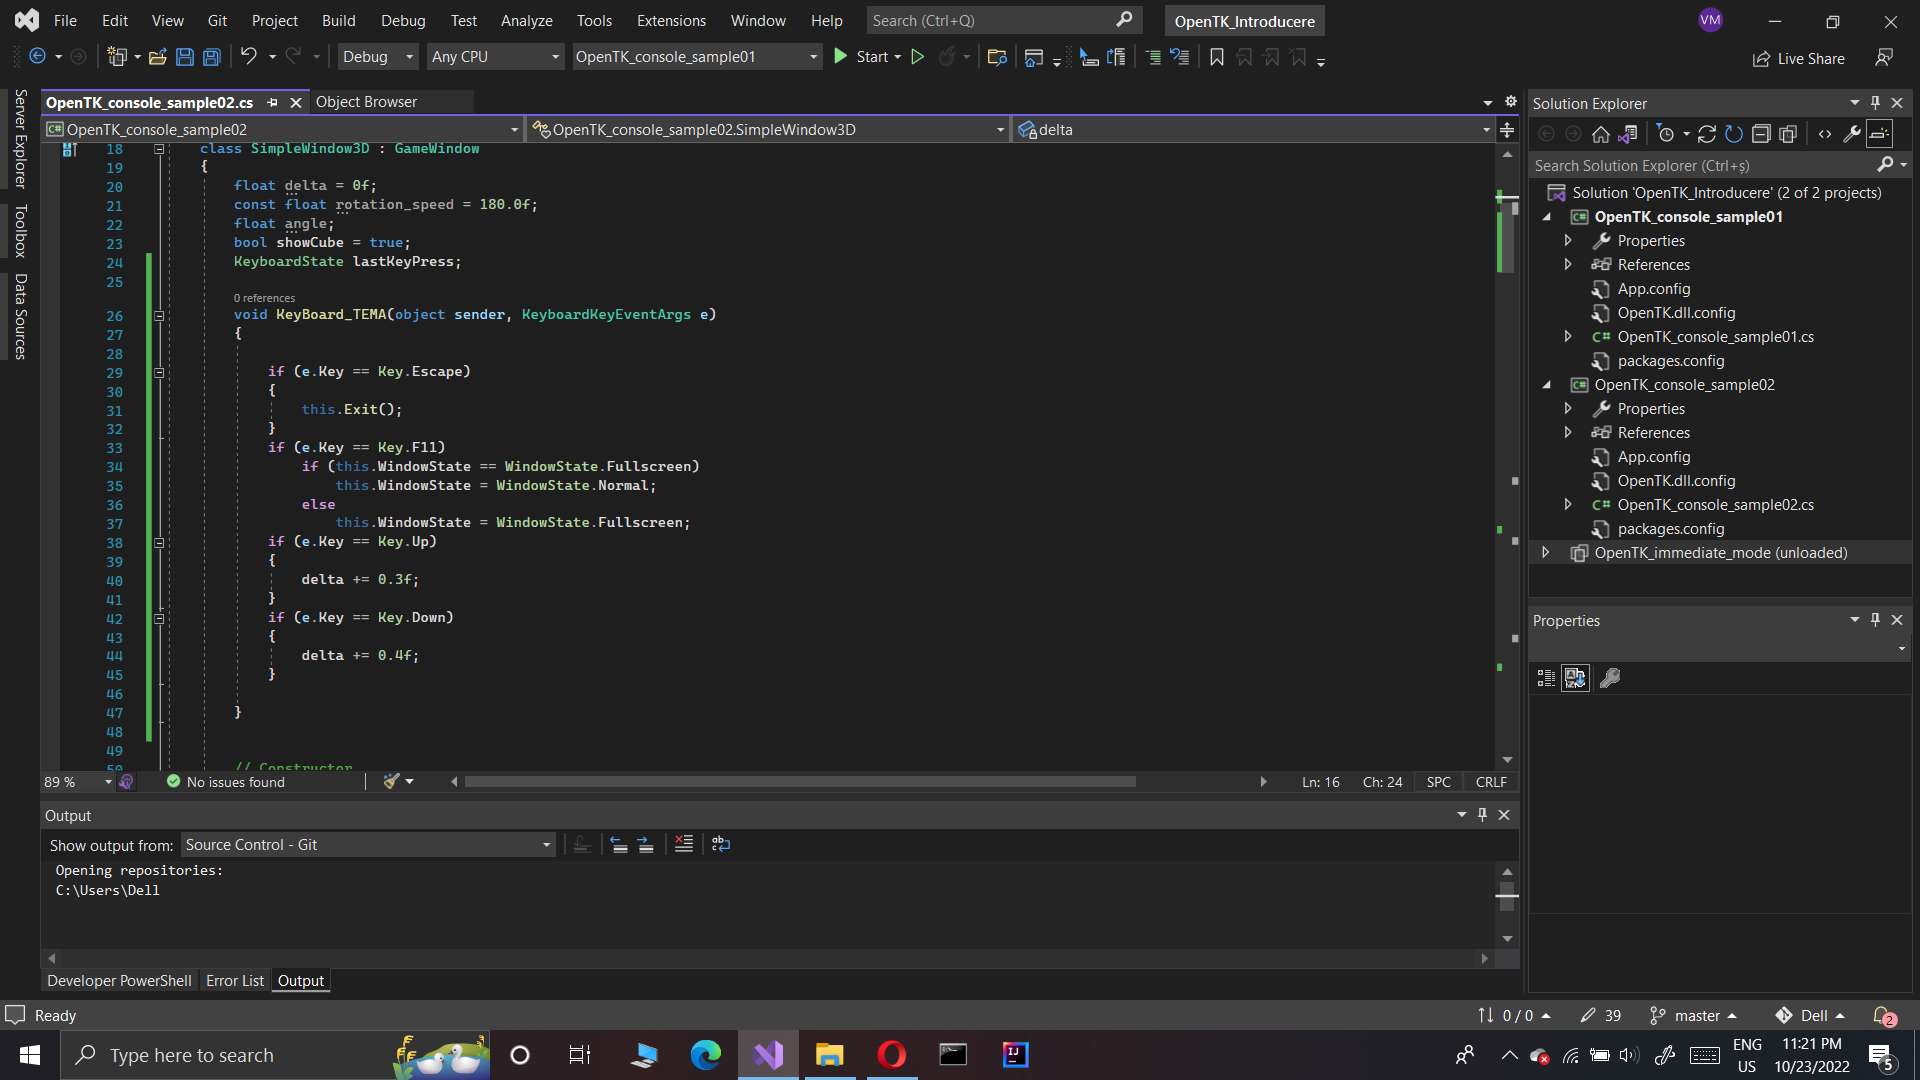 File Edit View Git Project Build Debug Test Analyze Tools Extensions Window Help Search (Ctrl+Q) OpenTK_Introducere VM
Debug Any CPU OpenTK_console_sample01 Start Live Share
Server Explorer
Toolbox
Data Sources
OpenTK_console_sample02.cs Object Browser
OpenTK_console_sample02 OpenTK_console_sample02.SimpleWindow3D delta
18 class SimpleWindow3D : GameWindow
19 {
20 float delta = 0f;
21 const float rotation_speed = 180.0f;
22 float angle;
23 bool showCube = true;
24 KeyboardState lastKeyPress;
25
0 references
26 void KeyBoard_TEMA(object sender, KeyboardKeyEventArgs e)
27 {
28
29 if (e.Key == Key.Escape)
30 {
31 this.Exit();
32 }
33 if (e.Key == Key.F11)
34 if (this.WindowState == WindowState.Fullscreen)
35 this.WindowState = WindowState.Normal;
36 else
37 this.WindowState = WindowState.Fullscreen;
38 if (e.Key == Key.Up)
39 {
40 delta += 0.3f;
41 }
42 if (e.Key == Key.Down)
43 {
44 delta += 0.4f;
45 }
46
47 }
48
49
50 // Constructor
89 % No issues found Ln: 16 Ch: 24 SPC CRLF
Output
Show output from: Source Control - Git
Opening repositories:
C:\Users\Dell
Developer PowerShell Error List Output
Solution Explorer
Search Solution Explorer (Ctrl+ș)
Solution 'OpenTK_Introducere' (2 of 2 projects)
C# OpenTK_console_sample01
Properties
References
App.config
OpenTK.dll.config
C# OpenTK_console_sample01.cs
packages.config
C# OpenTK_console_sample02
Properties
References
App.config
OpenTK.dll.config
C# OpenTK_console_sample02.cs
packages.config
OpenTK_immediate_mode (unloaded)
Properties
Ready 0 / 0 39 master Dell 2
Type here to search ENG US 11:21 PM 10/23/2022 5